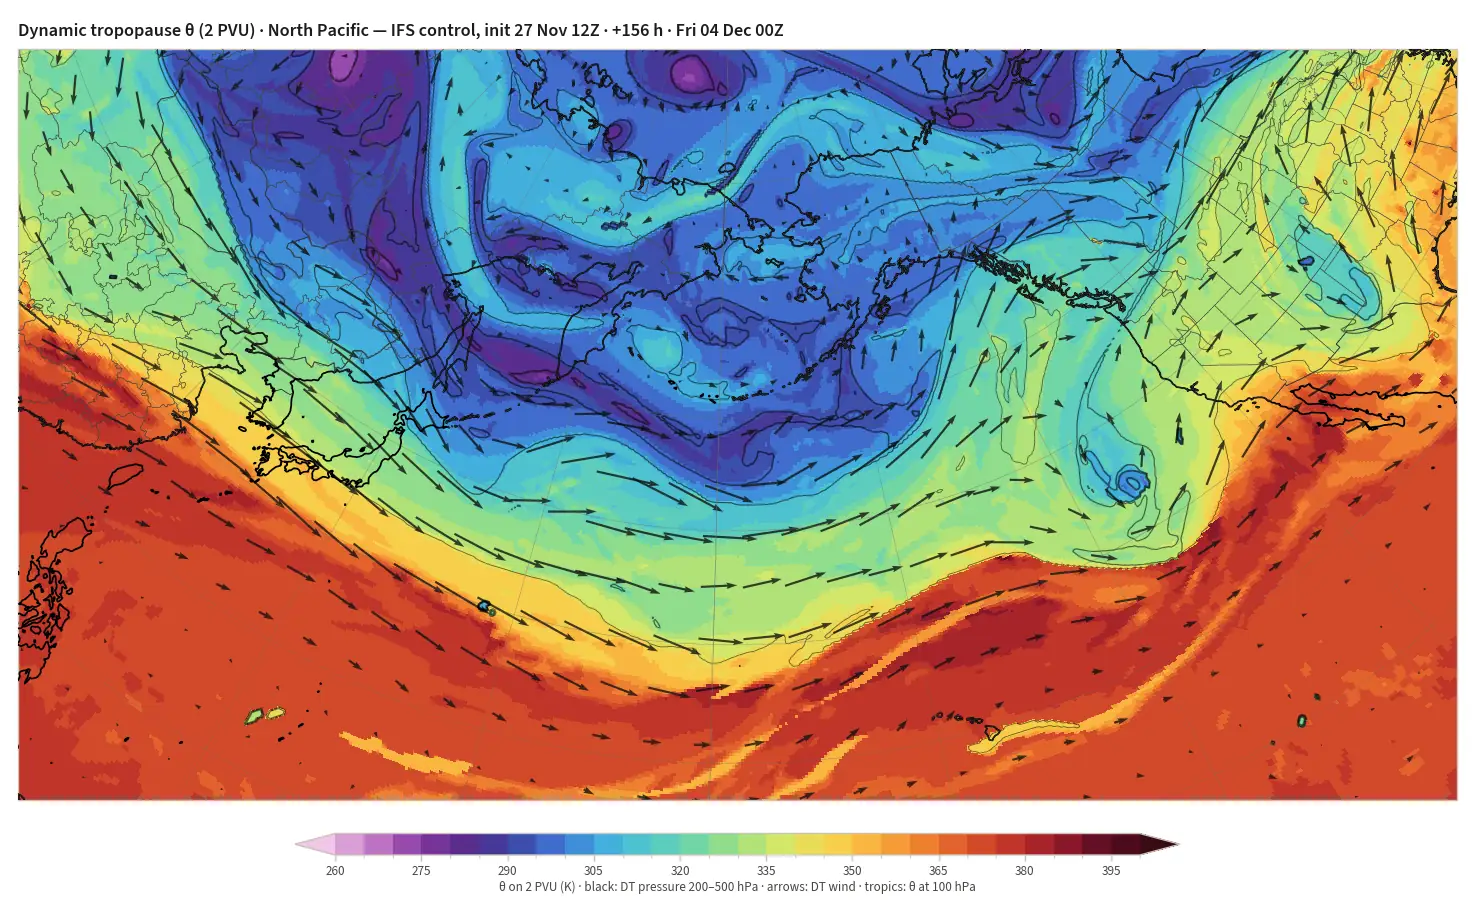 Dynamic tropopause θ (2 PVU) · North Pacific — IFS control, init 27 Nov 12Z · +156 h · Fri 04 Dec 00Z
260 275 290 305 320 335 350 365 380 395
θ on 2 PVU (K) · black: DT pressure 200–500 hPa · arrows: DT wind · tropics: θ at 100 hPa